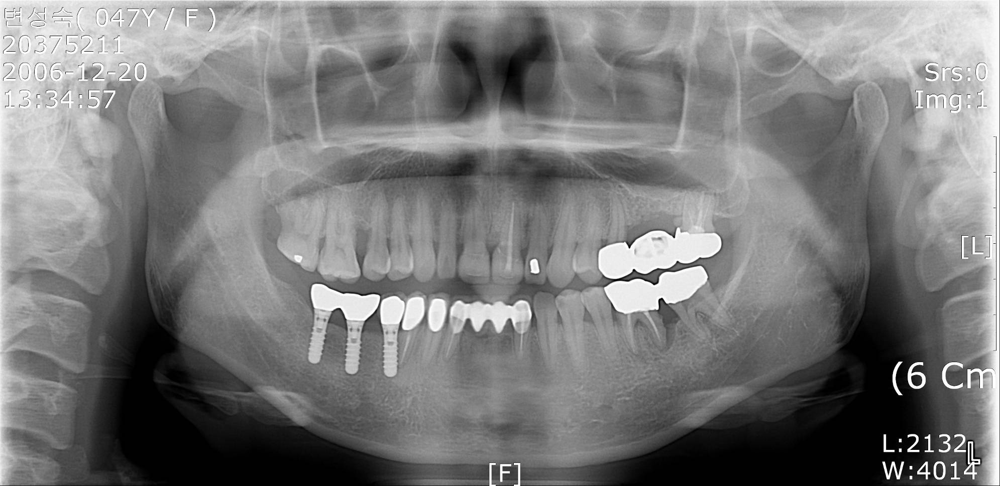 변성숙( 047Y / F )
20375211
2006-12-20
13:34:57
Srs:0
Img:1
[L]
(6 Cm
L:2132
L
W:4014
[F]